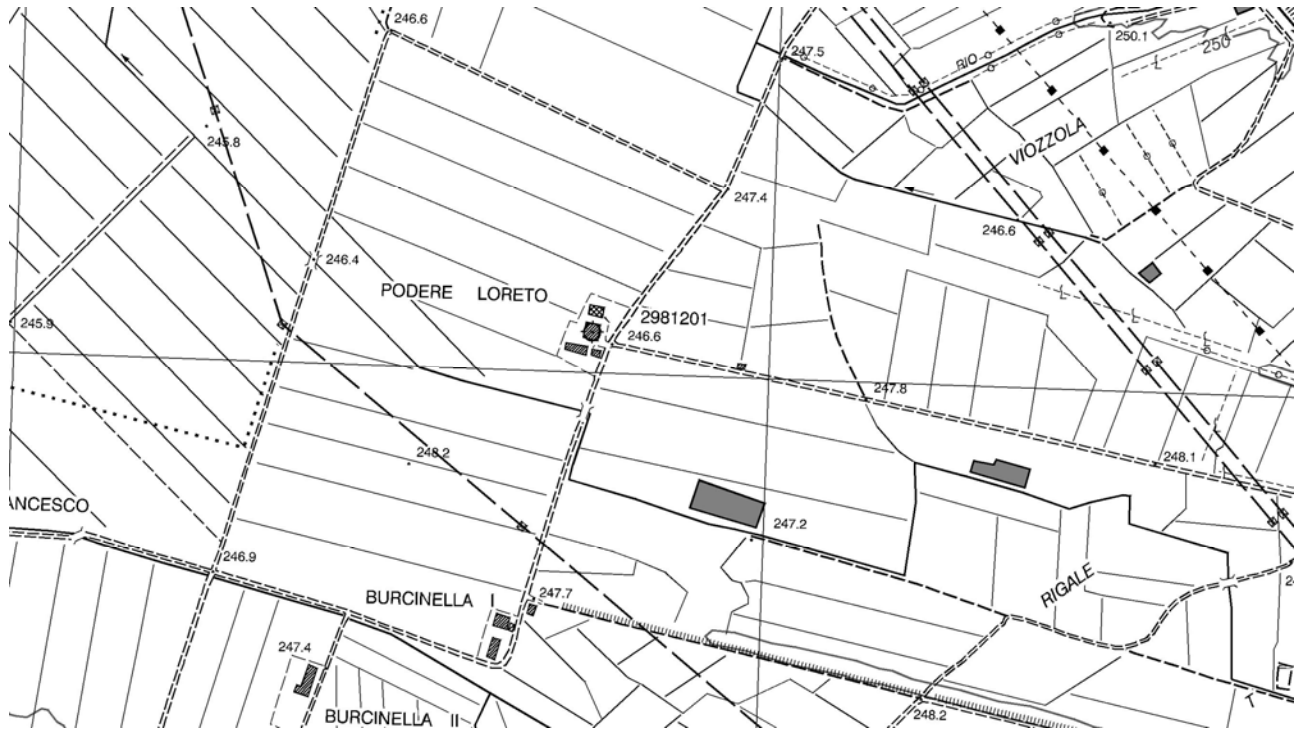 246.6
250.1
250
247.5
RIO
245.8
VIOZZOLA
247.4
246.6
246.4
PODERE LORETO
2981201
245.9
246.6
247.8
248.2
248.1
ANCESCO
247.2
246.9
RIGALE
BURCINELLA I
247.7
247.4
BURCINELLA II
248.2
T